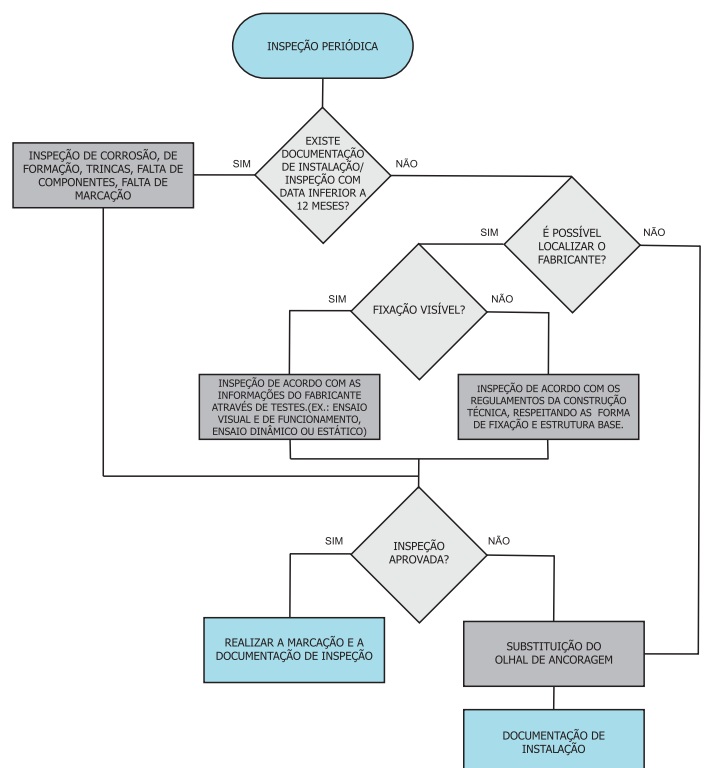 INSPEÇÃO PERIÓDICA
EXISTE
DOCUMENTAÇÃO
DE INSTALAÇÃO/
INSPEÇÃO COM
DATA INFERIOR A
12 MESES?
SIM
NÃO
INSPEÇÃO DE CORROSÃO, DE
FORMAÇÃO, TRINCAS, FALTA DE
COMPONENTES, FALTA DE
MARCAÇÃO
É POSSÍVEL
LOCALIZAR O
FABRICANTE?
SIM
NÃO
FIXAÇÃO VISÍVEL?
SIM
NÃO
INSPEÇÃO DE ACORDO COM AS
INFORMAÇÕES DO FABRICANTE
ATRAVÉS DE TESTES.(EX.: ENSAIO
VISUAL E DE FUNCIONAMENTO,
ENSAIO DINÂMICO OU ESTÁTICO)
INSPEÇÃO DE ACORDO COM OS
REGULAMENTOS DA CONSTRUÇÃO
TÉCNICA, RESPEITANDO AS FORMA
DE FIXAÇÃO E ESTRUTURA BASE.
INSPEÇÃO
APROVADA?
SIM
NÃO
REALIZAR A MARCAÇÃO E A
DOCUMENTAÇÃO DE INSPEÇÃO
SUBSTITUIÇÃO DO
OLHAL DE ANCORAGEM
DOCUMENTAÇÃO DE
INSTALAÇÃO